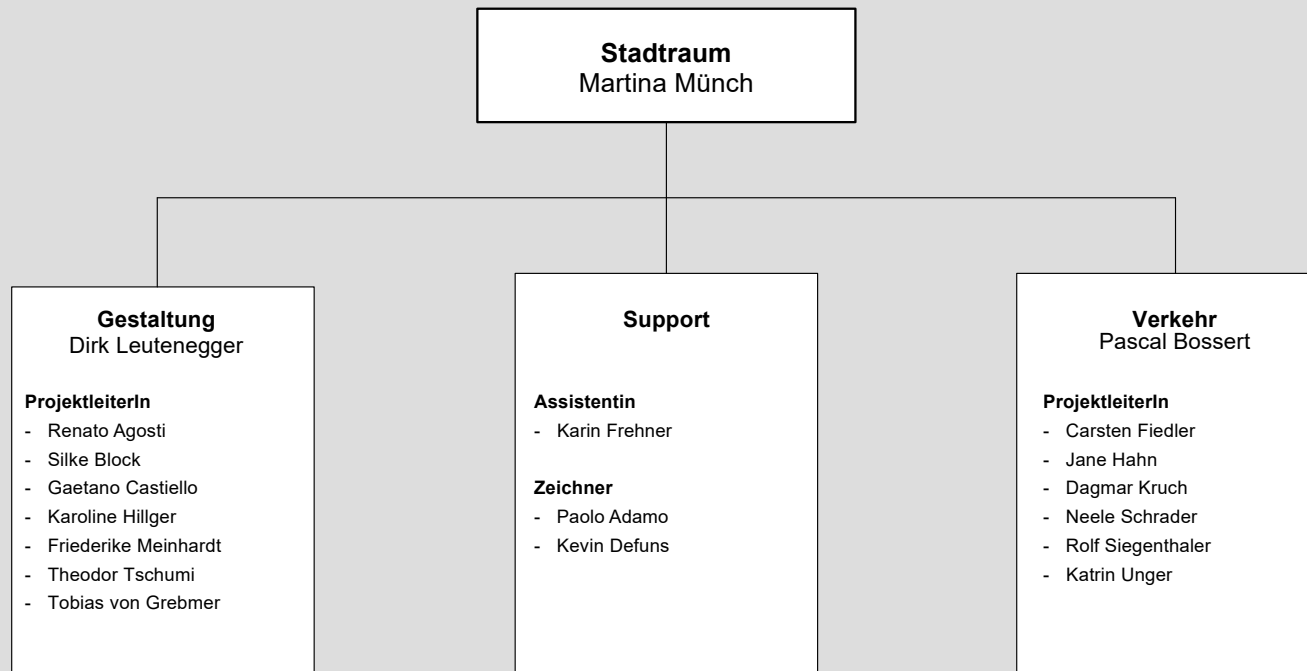 Stadtraum
Martina Münch
Gestaltung
Dirk Leutenegger
ProjektleiterIn
- Renato Agosti
- Silke Block
- Gaetano Castiello
- Karoline Hillger
- Friederike Meinhardt
- Theodor Tschumi
- Tobias von Grebmer
Support
Assistentin
- Karin Frehner
Zeichner
- Paolo Adamo
- Kevin Defuns
Verkehr
Pascal Bossert
ProjektleiterIn
- Carsten Fiedler
- Jane Hahn
- Dagmar Kruch
- Neele Schrader
- Rolf Siegenthaler
- Katrin Unger